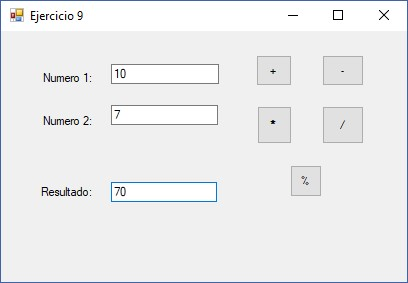 Ejercicio 9
Numero 1: 10 + -
Numero 2: 7 * /
%
Resultado: 70